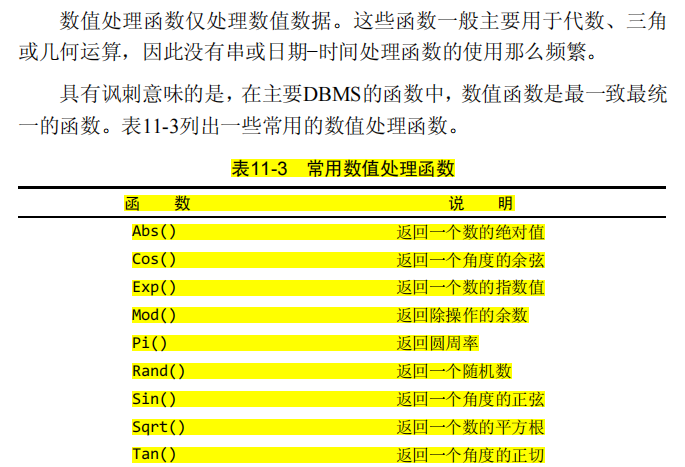 数值处理函数仅处理数值数据。这些函数一般主要用于代数、三角
或几何运算，因此没有串或日期-时间处理函数的使用那么频繁。
具有讽刺意味的是，在主要DBMS的函数中，数值函数是最一致最统
一的函数。表11-3列出一些常用的数值处理函数。
表11-3 常用数值处理函数
函 数 说 明
Abs() 返回一个数的绝对值
Cos() 返回一个角度的余弦
Exp() 返回一个数的指数值
Mod() 返回除操作的余数
Pi() 返回圆周率
Rand() 返回一个随机数
Sin() 返回一个角度的正弦
Sqrt() 返回一个数的平方根
Tan() 返回一个角度的正切